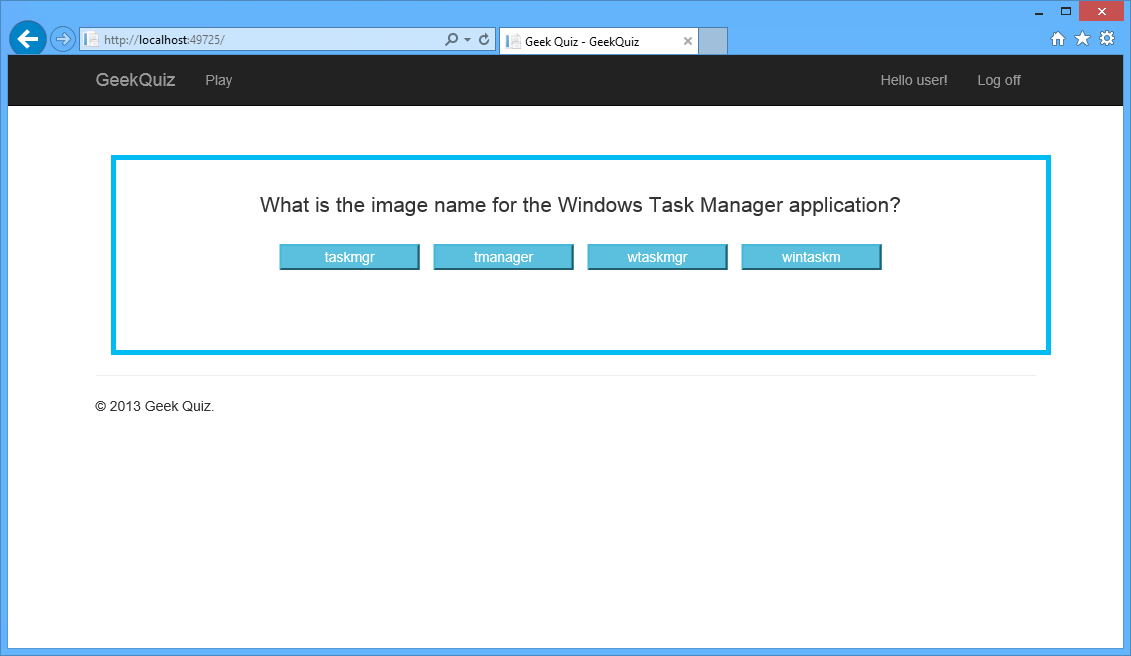 http://localhost:49725/
Geek Quiz - GeekQuiz
GeekQuiz Play Hello user! Log off
What is the image name for the Windows Task Manager application?
taskmgr tmanager wtaskmgr wintaskm
© 2013 Geek Quiz.